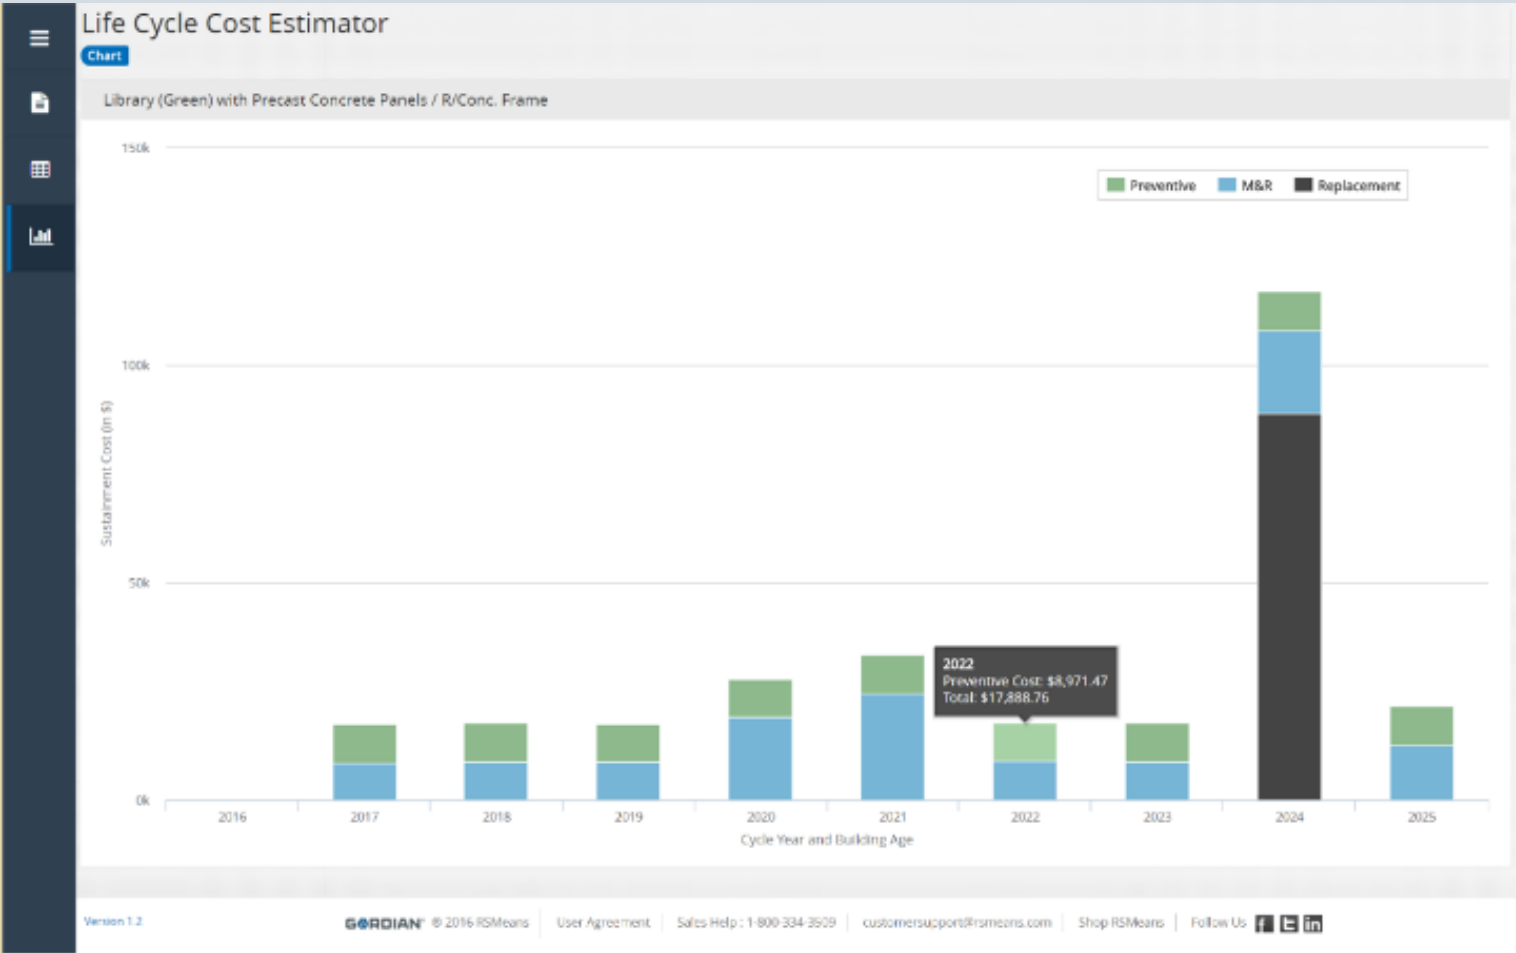 Life Cycle Cost Estimator
Chart
Library (Green) with Precast Concrete Panels / R/Conc. Frame
150k
Preventive M&R Replacement
100k
Sustainment Cost (in $)
50k
2022
Preventive Cost: $8,971.47
Total: $17,888.76
0k
2016 2017 2018 2019 2020 2021 2022 2023 2024 2025
Cycle Year and Building Age
Version 1.2 GORDIAN® © 2016 RSMeans User Agreement Sales Help : 1-800-334-3509 customersupport@rsmeans.com Shop RSMeans Follow Us